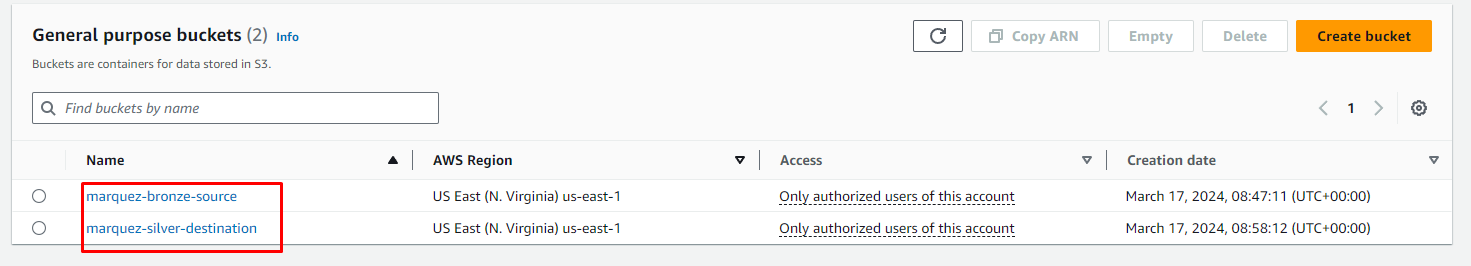 General purpose buckets (2) Info
Copy ARN Empty Delete Create bucket
Buckets are containers for data stored in S3.
Find buckets by name
1
Name AWS Region Access Creation date
marquez-bronze-source US East (N. Virginia) us-east-1 Only authorized users of this account March 17, 2024, 08:47:11 (UTC+00:00)
marquez-silver-destination US East (N. Virginia) us-east-1 Only authorized users of this account March 17, 2024, 08:58:12 (UTC+00:00)